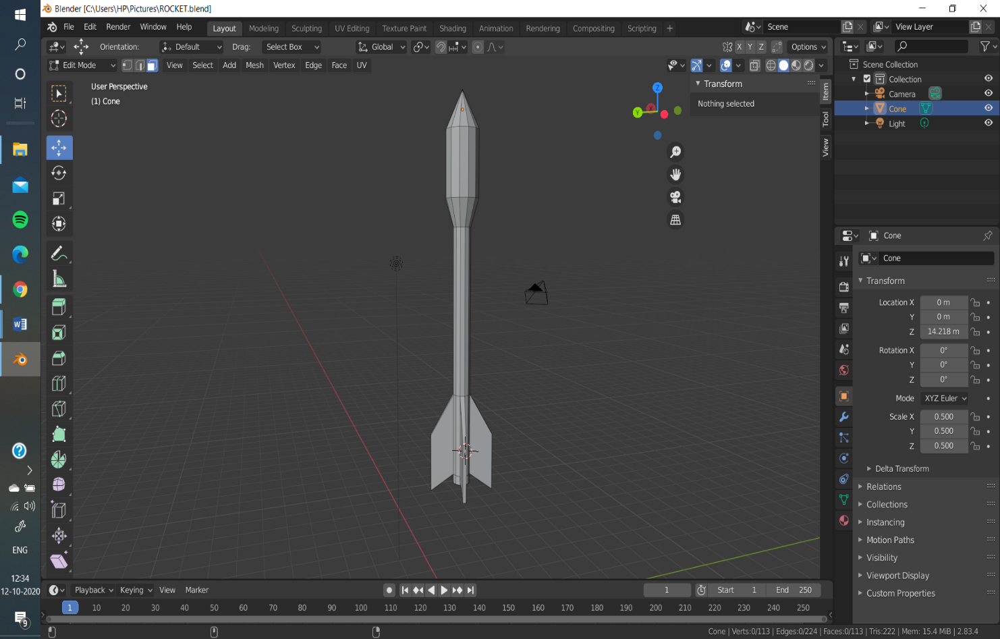 Blender [C:\Users\HP\Pictures\ROCKET.blend]
File Edit Render Window Help Layout Modeling Sculpting UV Editing Texture Paint Shading Animation Rendering Compositing Scripting + Scene View Layer
Orientation: Default Drag: Select Box Global X Y Z Options
Edit Mode View Select Add Mesh Vertex Edge Face UV
User Perspective
(1) Cone
Z
Y
X
Transform
Nothing selected
Item
Tool
View
Scene Collection
Collection
Camera
Cone
Light
Cone
Cone
Transform
Location X 0 m
Y 0 m
Z 14.218 m
Rotation X 0°
Y 0°
Z 0°
Mode XYZ Euler
Scale X 0.500
Y 0.500
Z 0.500
Delta Transform
Relations
Collections
Instancing
Motion Paths
Visibility
Viewport Display
Custom Properties
W
?
ENG
12:34
12-10-2020
9
Playback Keying View Marker 1 Start 1 End 250
1 10 20 30 40 50 60 70 80 90 100 110 120 130 140 150 160 170 180 190 200 210 220 230 240 250
Cone | Verts:0/113 | Edges:0/224 | Faces:0/113 | Tris:222 | Mem: 15.4 MiB | 2.83.4